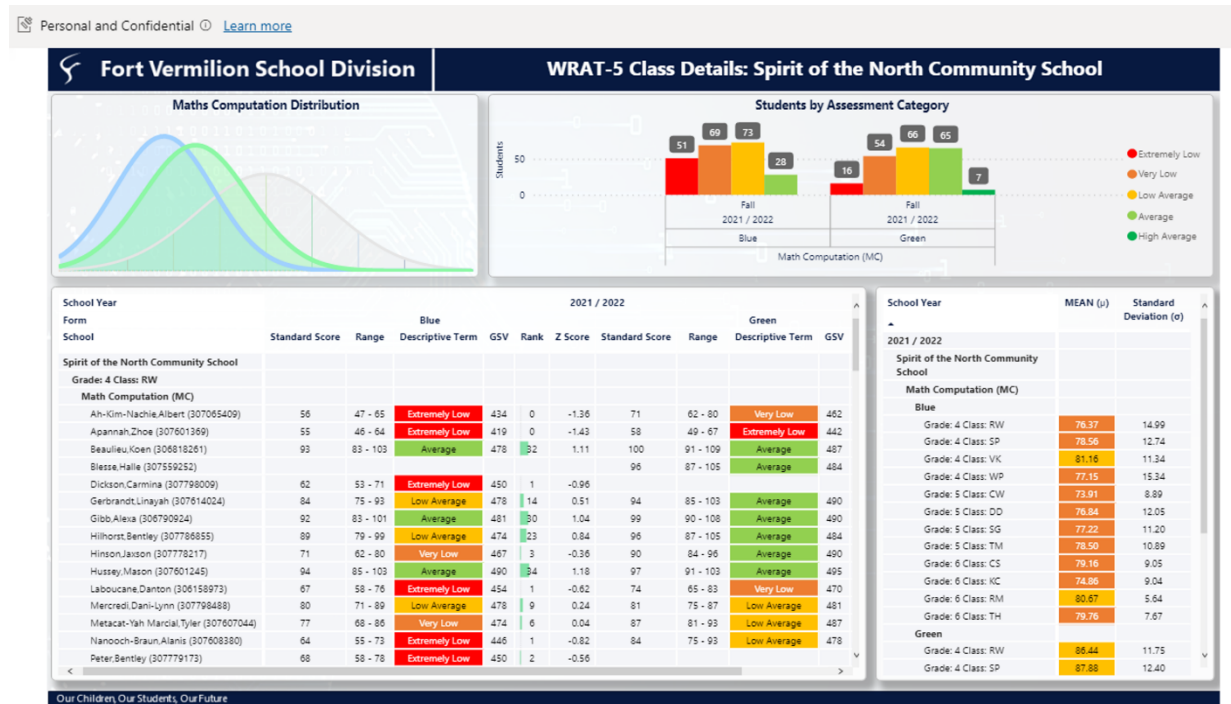 Personal and Confidential Learn more
Fort Vermilion School Division
WRAT-5 Class Details: Spirit of the North Community School
Maths Computation Distribution
Students by Assessment Category
Students
50
0
51 69 73 28
16 54 66 65 7
Fall Fall
2021 / 2022 2021 / 2022
Blue Green
Math Computation (MC)
Extremely Low
Very Low
Low Average
Average
High Average
School Year 2021 / 2022
Form Blue Green
School Standard Score Range Descriptive Term GSV Rank Z Score Standard Score Range Descriptive Term GSV
Spirit of the North Community School
Grade: 4 Class: RW
Math Computation (MC)
Ah-Kim-Nachie,Albert (307065409) 56 47 - 65 Extremely Low 434 0 -1.36 71 62 - 80 Very Low 462
Apannah,Zhoe (307601369) 55 46 - 64 Extremely Low 419 0 -1.43 58 49 - 67 Extremely Low 442
Beaulieu,Koen (306818261) 93 83 - 103 Average 478 32 1.11 100 91 - 109 Average 487
Blesse,Halle (307559252) 96 87 - 105 Average 484
Dickson,Carmina (307798009) 62 53 - 71 Extremely Low 450 1 -0.96
Gerbrandt,Linayah (307614024) 84 75 - 93 Low Average 478 14 0.51 94 85 - 103 Average 490
Gibb,Alexa (306790924) 92 83 - 101 Average 481 30 1.04 99 90 - 108 Average 490
Hilhorst,Bentley (307786855) 89 79 - 99 Low Average 474 23 0.84 96 87 - 105 Average 484
Hinson,Jaxson (307778217) 71 62 - 80 Very Low 467 3 -0.36 90 84 - 96 Average 490
Hussey,Mason (307601245) 94 85 - 103 Average 490 34 1.18 97 91 - 103 Average 495
Laboucane,Danton (306158973) 67 58 - 76 Extremely Low 454 1 -0.62 74 65 - 83 Very Low 470
Mercredi,Dani-Lynn (307798488) 80 71 - 89 Low Average 478 9 0.24 81 75 - 87 Low Average 481
Metacat-Yah Marcial,Tyler (307607044) 77 68 - 86 Very Low 474 6 0.04 87 81 - 93 Low Average 487
Nanooch-Braun,Alanis (307608380) 64 55 - 73 Extremely Low 446 1 -0.82 84 75 - 93 Low Average 478
Peter,Bentley (307779173) 68 58 - 78 Extremely Low 450 2 -0.56
School Year MEAN (μ) Standard
Deviation (σ)
2021 / 2022
Spirit of the North Community
School
Math Computation (MC)
Blue
Grade: 4 Class: RW 76.37 14.99
Grade: 4 Class: SP 78.56 12.74
Grade: 4 Class: VK 81.16 11.34
Grade: 4 Class: WP 77.15 15.34
Grade: 5 Class: CW 73.91 8.89
Grade: 5 Class: DD 76.84 12.05
Grade: 5 Class: SG 77.22 11.20
Grade: 5 Class: TM 78.50 10.89
Grade: 6 Class: CS 79.16 9.05
Grade: 6 Class: KC 74.86 9.04
Grade: 6 Class: RM 80.67 5.64
Grade: 6 Class: TH 79.76 7.67
Green
Grade: 4 Class: RW 86.44 11.75
Grade: 4 Class: SP 87.88 12.40
Our Children, Our Students, Our Future